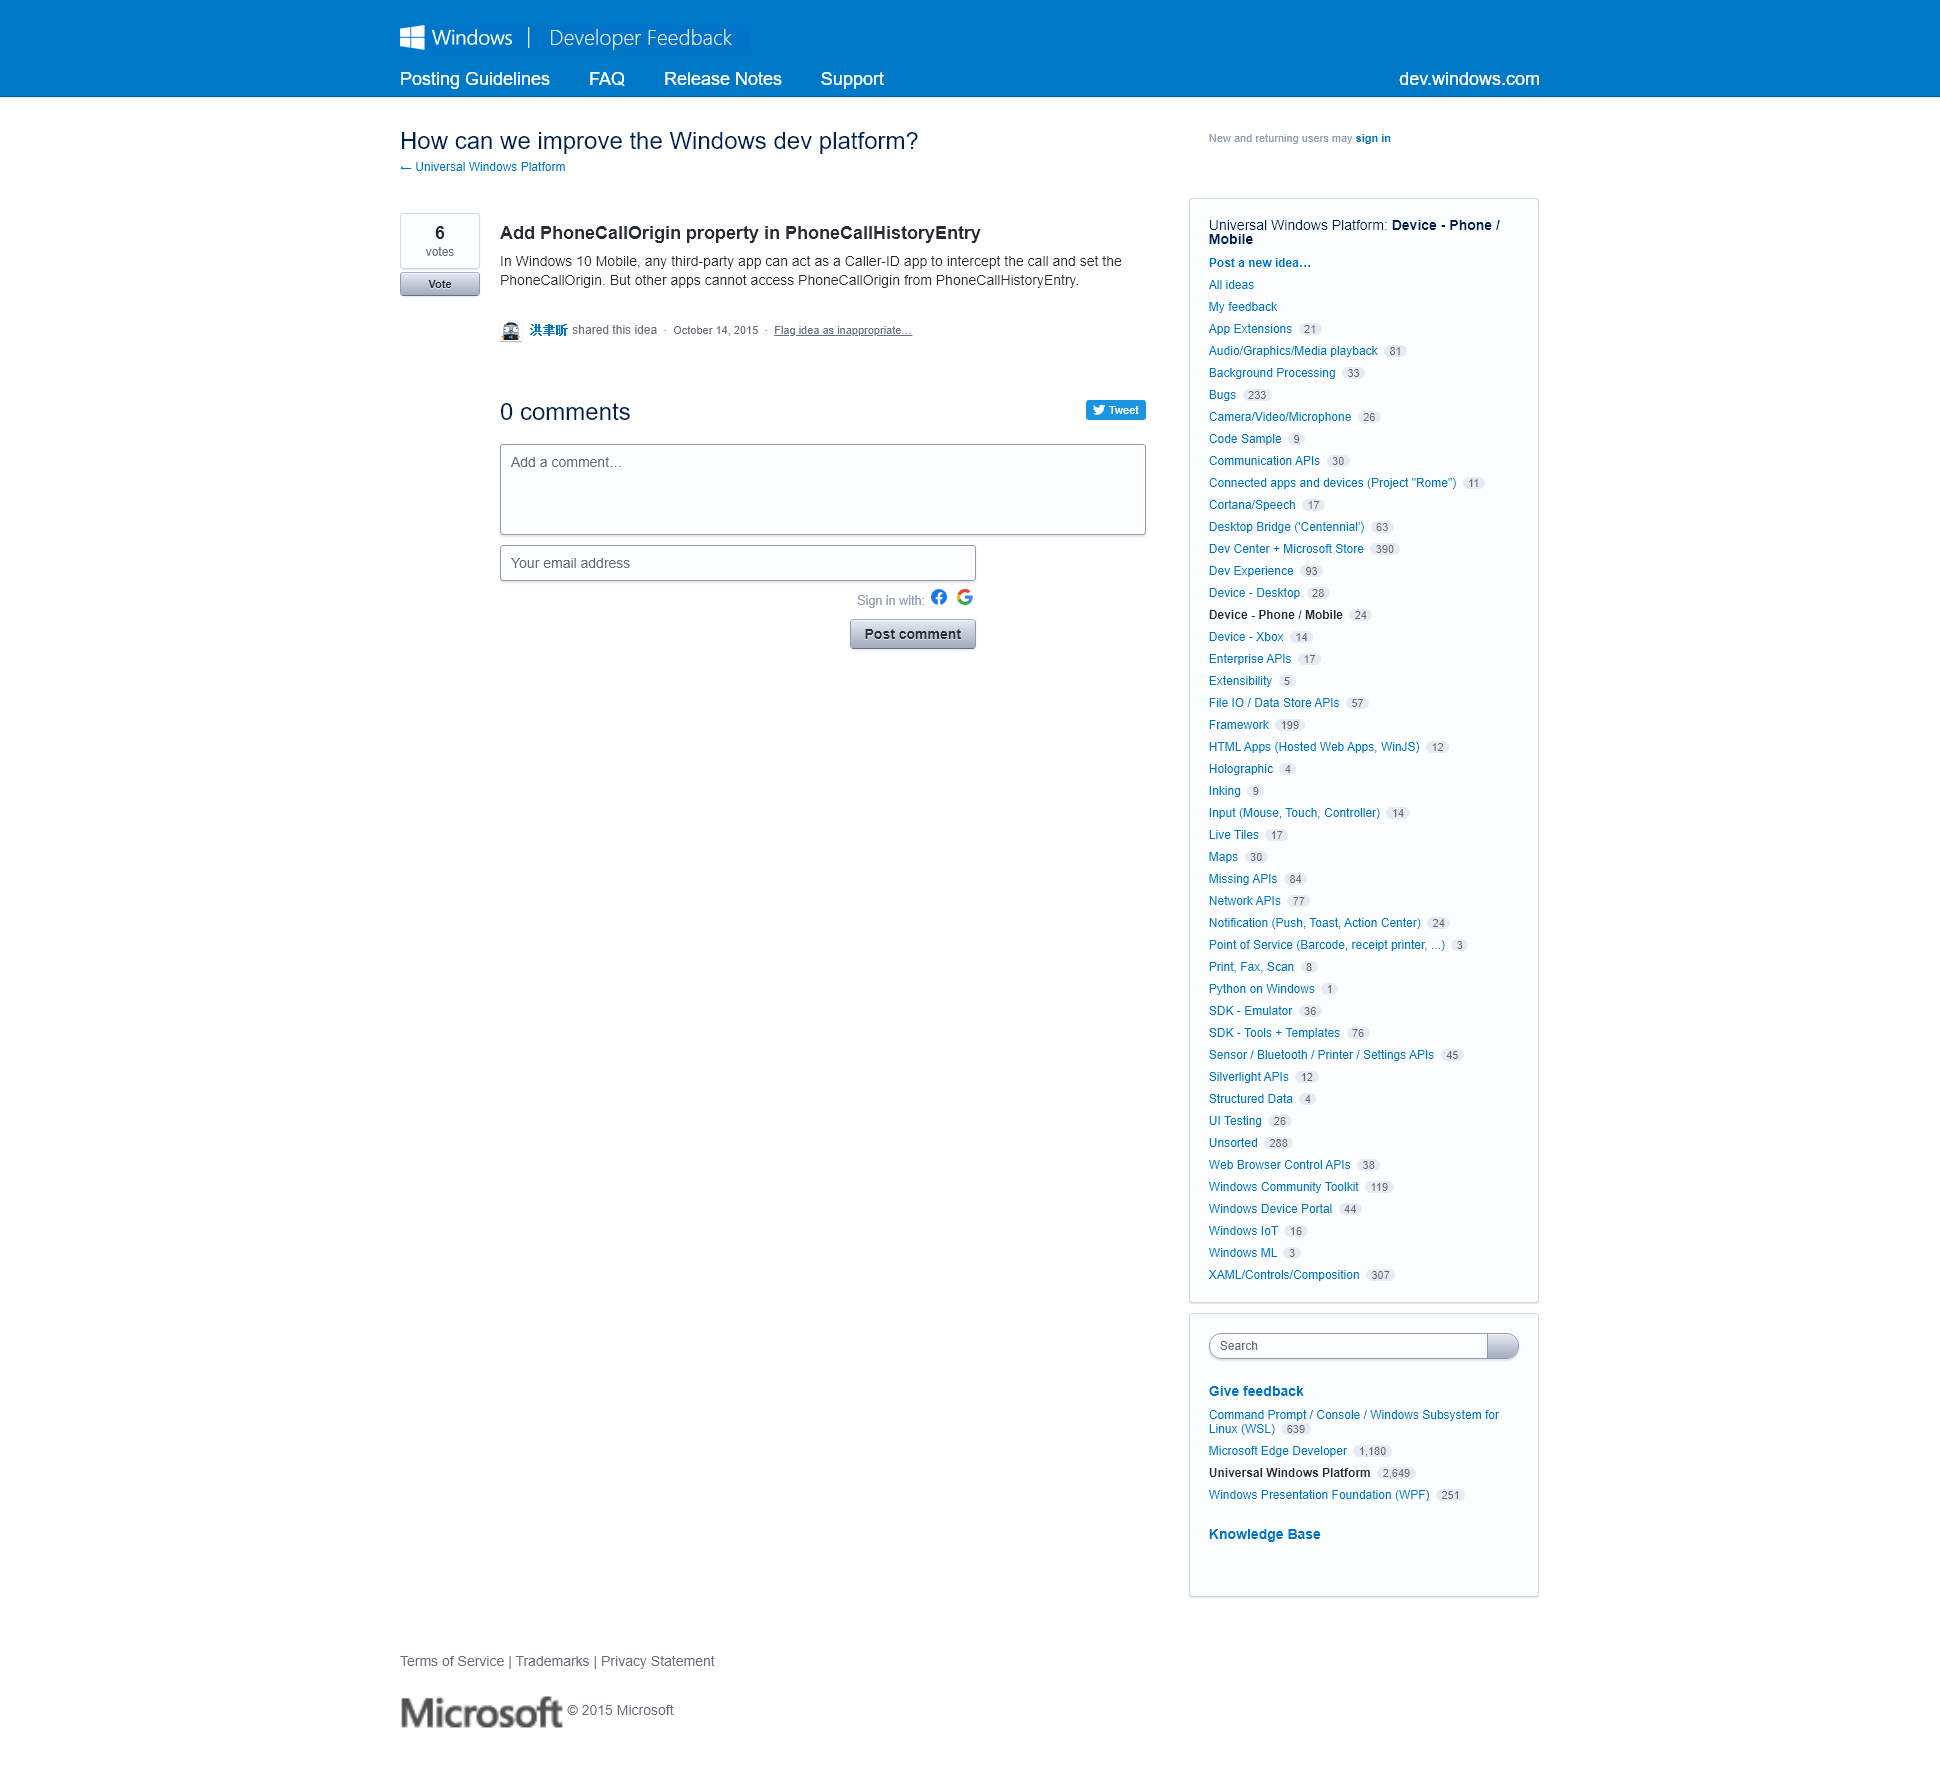 Windows | Developer Feedback
Posting Guidelines FAQ Release Notes Support dev.windows.com
How can we improve the Windows dev platform?
← Universal Windows Platform
New and returning users may sign in
6
votes
Vote
Add PhoneCallOrigin property in PhoneCallHistoryEntry
In Windows 10 Mobile, any third-party app can act as a Caller-ID app to intercept the call and set the
PhoneCallOrigin. But other apps cannot access PhoneCallOrigin from PhoneCallHistoryEntry.
洪聿昕 shared this idea · October 14, 2015 · Flag idea as inappropriate…
0 comments
Tweet
Add a comment…
Your email address
Sign in with:
Post comment
Universal Windows Platform: Device - Phone /
Mobile
Post a new idea…
All ideas
My feedback
App Extensions 21
Audio/Graphics/Media playback 81
Background Processing 33
Bugs 233
Camera/Video/Microphone 26
Code Sample 9
Communication APIs 30
Connected apps and devices (Project "Rome") 11
Cortana/Speech 17
Desktop Bridge ('Centennial') 63
Dev Center + Microsoft Store 390
Dev Experience 93
Device - Desktop 28
Device - Phone / Mobile 24
Device - Xbox 14
Enterprise APIs 17
Extensibility 5
File IO / Data Store APIs 57
Framework 199
HTML Apps (Hosted Web Apps, WinJS) 12
Holographic 4
Inking 9
Input (Mouse, Touch, Controller) 14
Live Tiles 17
Maps 30
Missing APIs 84
Network APIs 77
Notification (Push, Toast, Action Center) 24
Point of Service (Barcode, receipt printer, ...) 3
Print, Fax, Scan 8
Python on Windows 1
SDK - Emulator 36
SDK - Tools + Templates 76
Sensor / Bluetooth / Printer / Settings APIs 45
Silverlight APIs 12
Structured Data 4
UI Testing 26
Unsorted 288
Web Browser Control APIs 38
Windows Community Toolkit 119
Windows Device Portal 44
Windows IoT 16
Windows ML 3
XAML/Controls/Composition 307
Search
Give feedback
Command Prompt / Console / Windows Subsystem for
Linux (WSL) 639
Microsoft Edge Developer 1,180
Universal Windows Platform 2,649
Windows Presentation Foundation (WPF) 251
Knowledge Base
Terms of Service | Trademarks | Privacy Statement
Microsoft © 2015 Microsoft